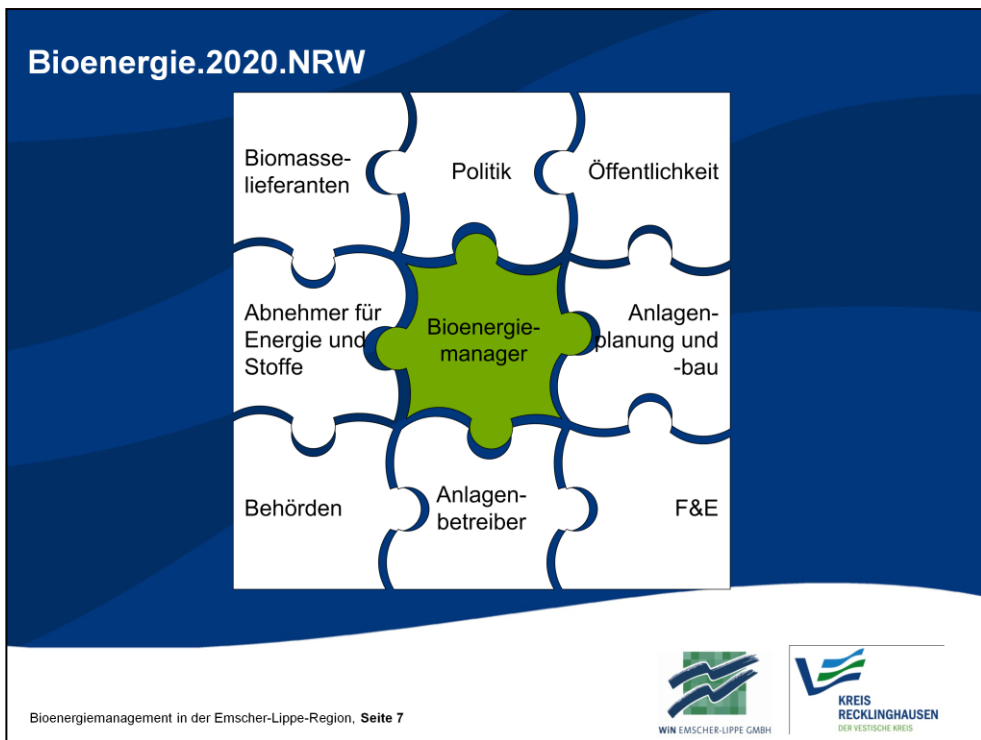 Bioenergie.2020.NRW
Biomasse-
lieferanten
Politik
Öffentlichkeit
Abnehmer für
Energie und
Stoffe
Bioenergie-
manager
Anlagen-
planung und
-bau
Behörden
Anlagen-
betreiber
F&E
Bioenergiemanagement in der Emscher-Lippe-Region, Seite 7
WiN EMSCHER-LIPPE GMBH
KREIS
RECKLINGHAUSEN
DER VESTISCHE KREIS